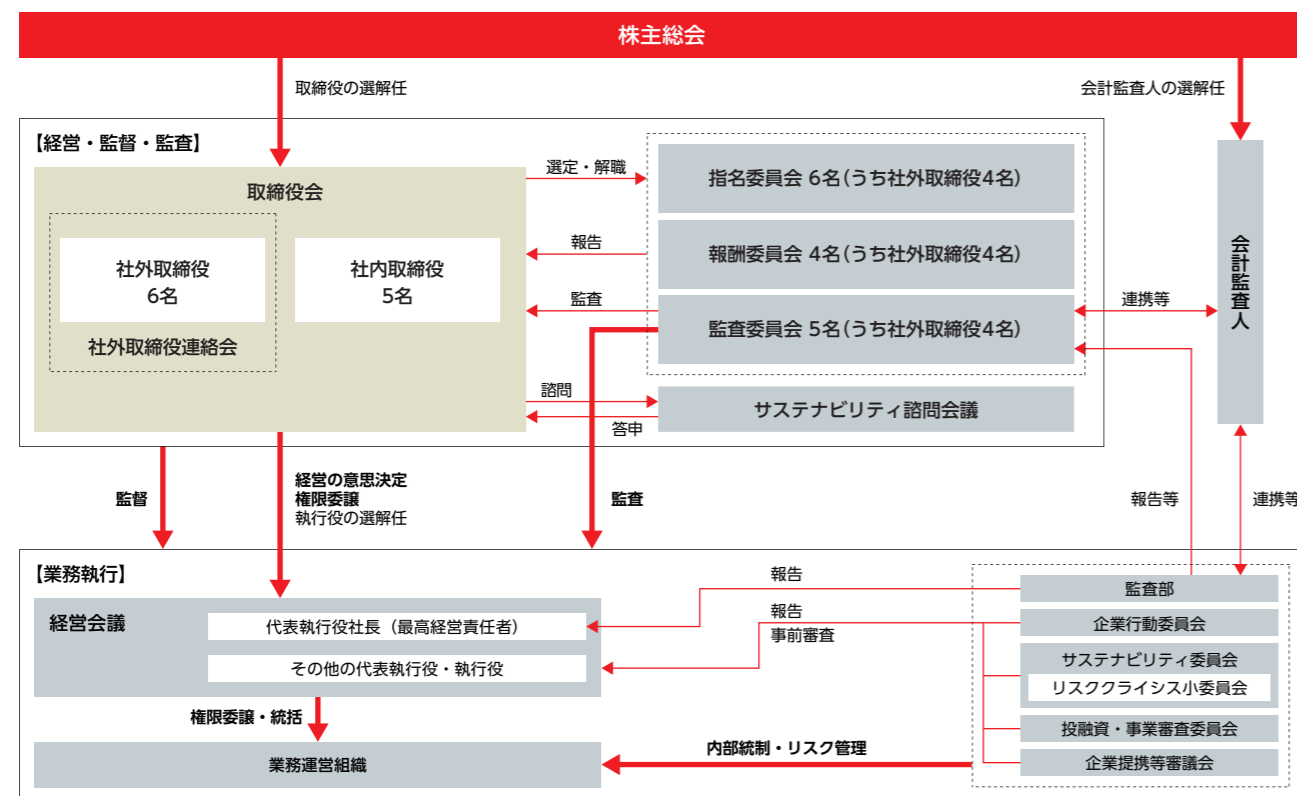 株主総会
取締役の選解任
会計監査人の選解任
【経営・監督・監査】
取締役会
社外取締役
6名
社内取締役
5名
社外取締役連絡会
選定・解職
報告
監査
指名委員会 6名(うち社外取締役4名)
報酬委員会 4名(うち社外取締役4名)
監査委員会 5名(うち社外取締役4名)
連携等
会計監査人
諮問
答申
サステナビリティ諮問会議
監督
経営の意思決定
権限委譲
執行役の選解任
監査
報告等
連携等
【業務執行】
経営会議
代表執行役社長（最高経営責任者）
その他の代表執行役・執行役
報告
報告
事前審査
監査部
企業行動委員会
サステナビリティ委員会
リスククライシス小委員会
投融資・事業審査委員会
企業提携等審議会
権限委譲・統括
内部統制・リスク管理
業務運営組織